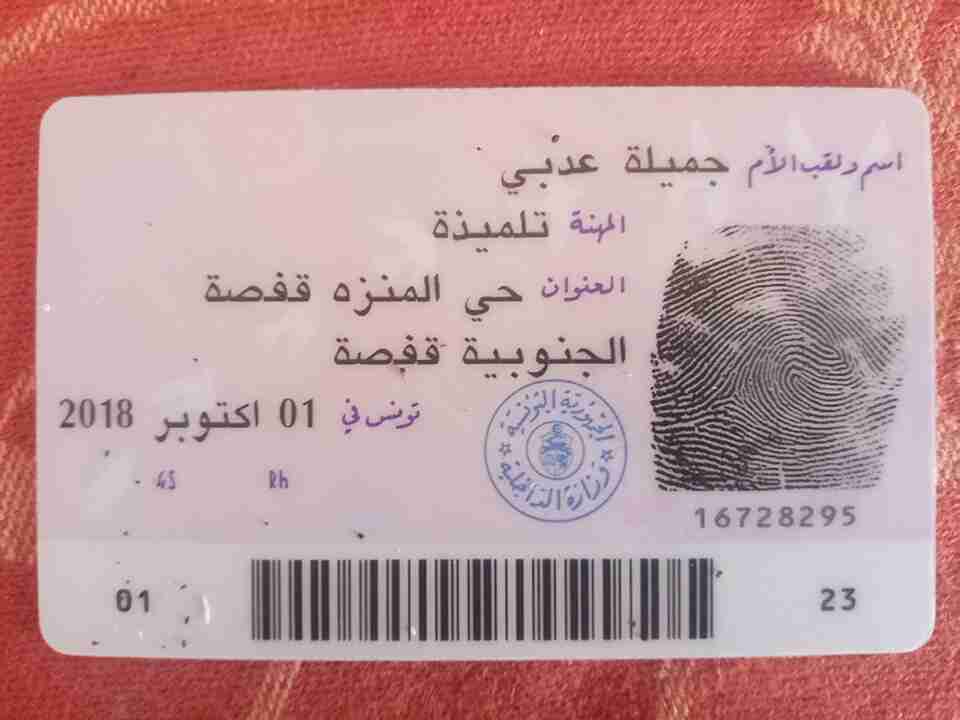 اسم ولقب الأم جميلة عدبي
المهنة تلميذة
العنوان حي المنزه قفصة
الجنوبية قفصة
تونس في 01 اكتوبر 2018
الجمهورية التونسية
وزارة الداخلية
GS Rh
16728295
01 23